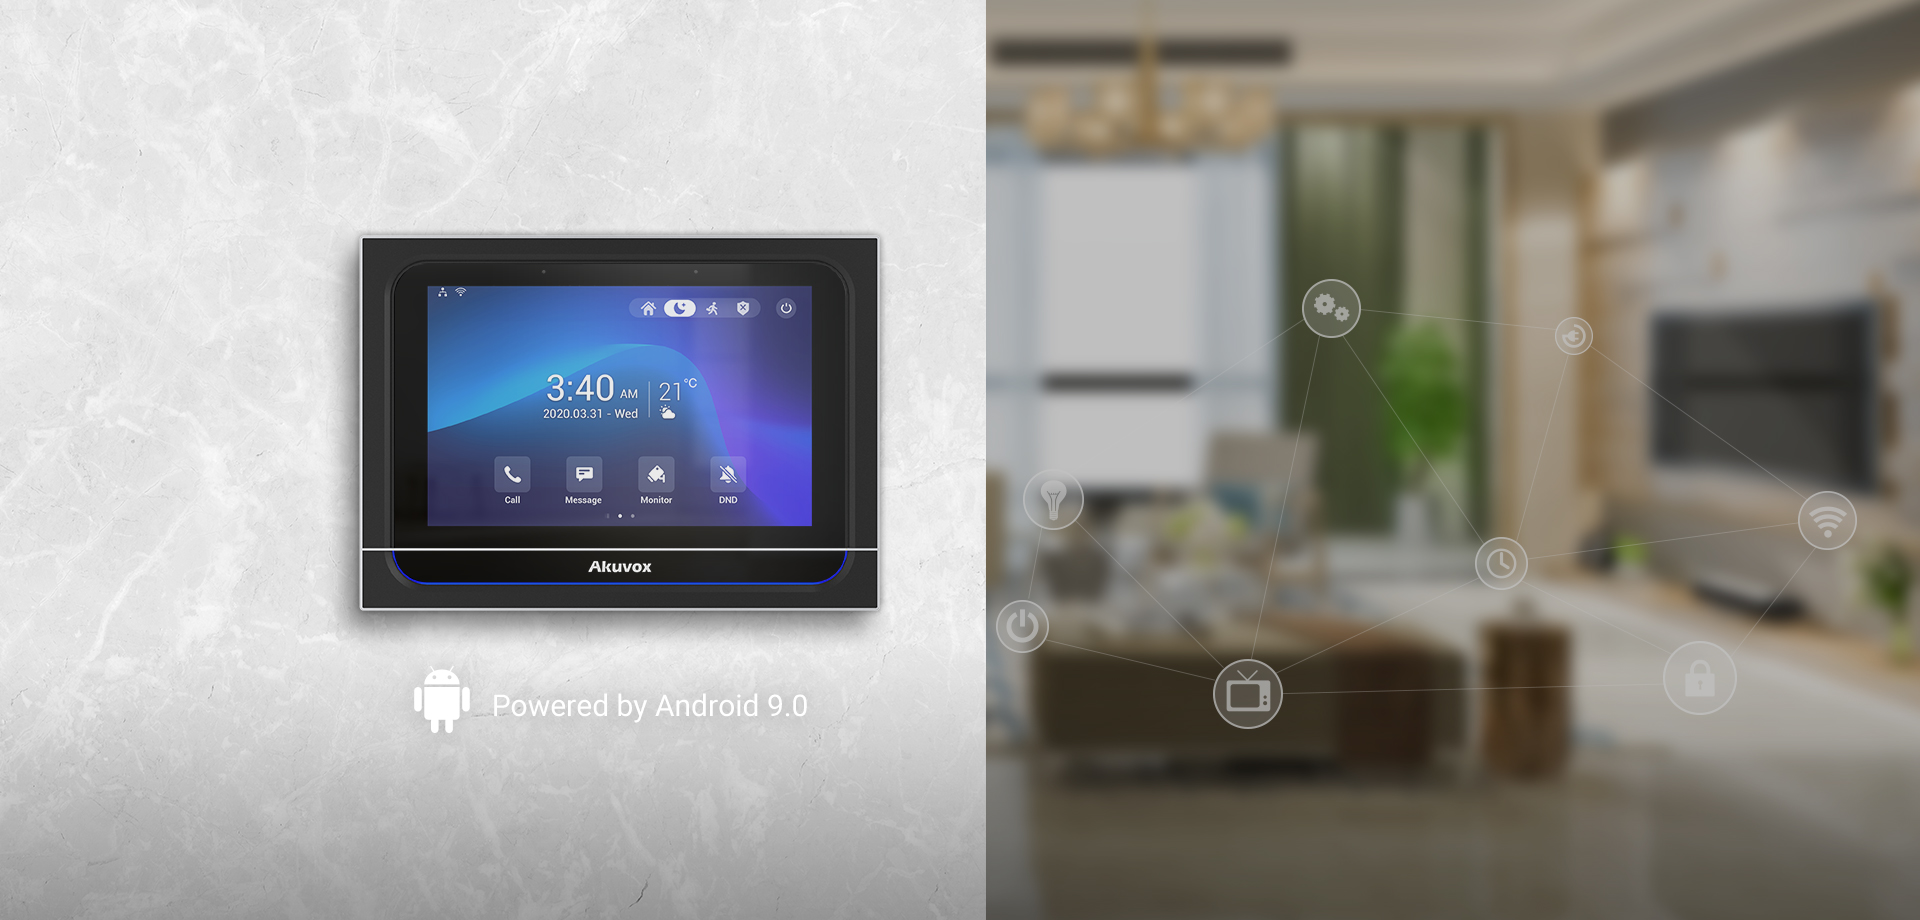 3:40 AM
21°C
2020.03.31 - Wed
Call
Message
Monitor
DND
Akuvox
Powered by Android 9.0